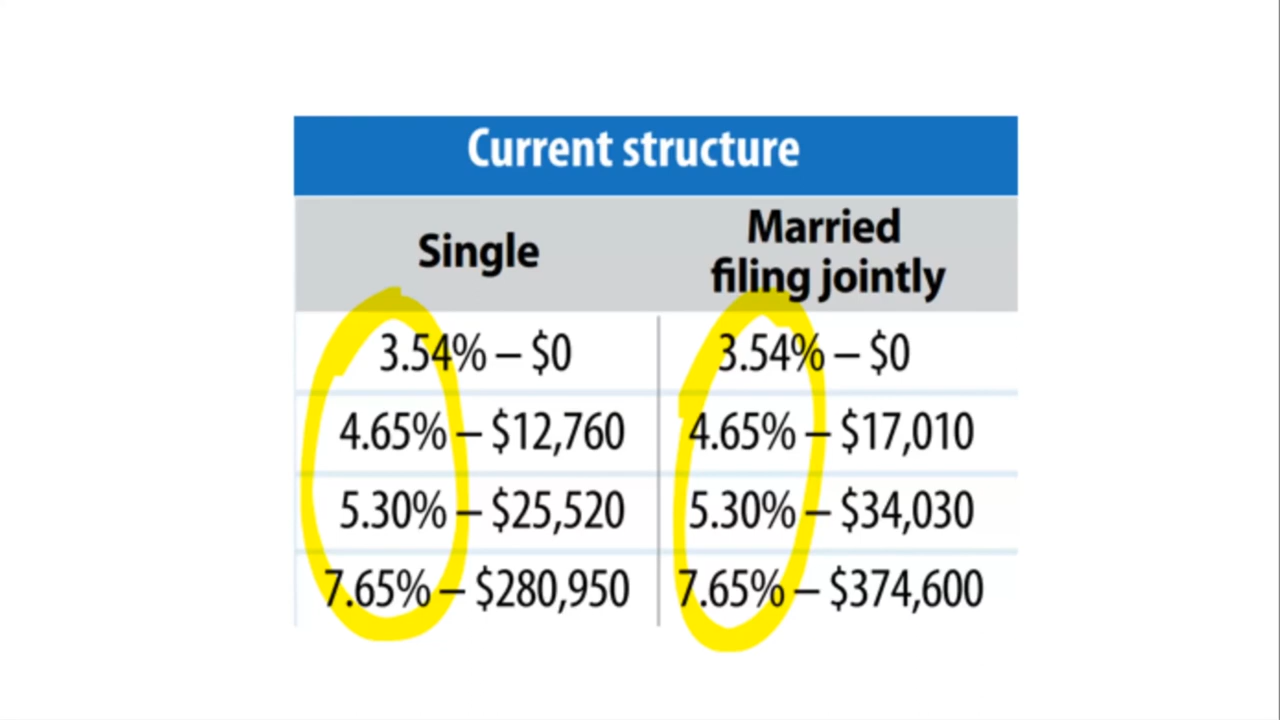 Current structure
Single
Married
filing jointly
3.54% – $0
3.54% – $0
4.65% – $12,760
4.65% – $17,010
5.30% – $25,520
5.30% – $34,030
7.65% – $280,950
7.65% – $374,600